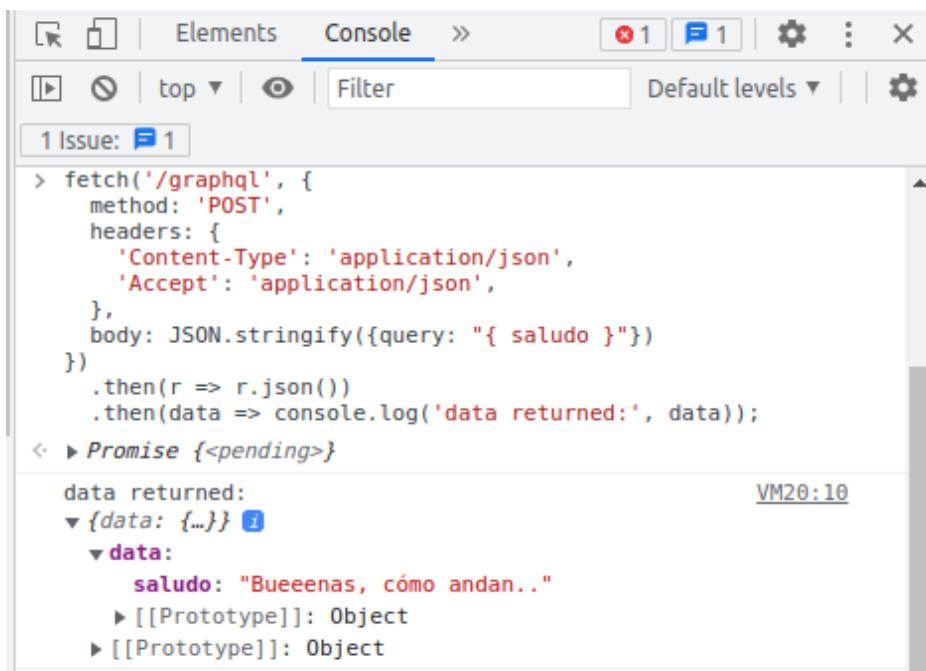 Elements Console » 1 1
top ▼ Filter Default levels ▼
1 Issue: 1
> fetch('/graphql', {
method: 'POST',
headers: {
'Content-Type': 'application/json',
'Accept': 'application/json',
},
body: JSON.stringify({query: "{ saludo }"})
})
.then(r => r.json())
.then(data => console.log('data returned:', data));
▶ Promise {<pending>}
data returned: VM20:10
▼ {data: {…}} i
▼ data:
saludo: "Bueeenas, cómo andan.."
▶ [[Prototype]]: Object
▶ [[Prototype]]: Object